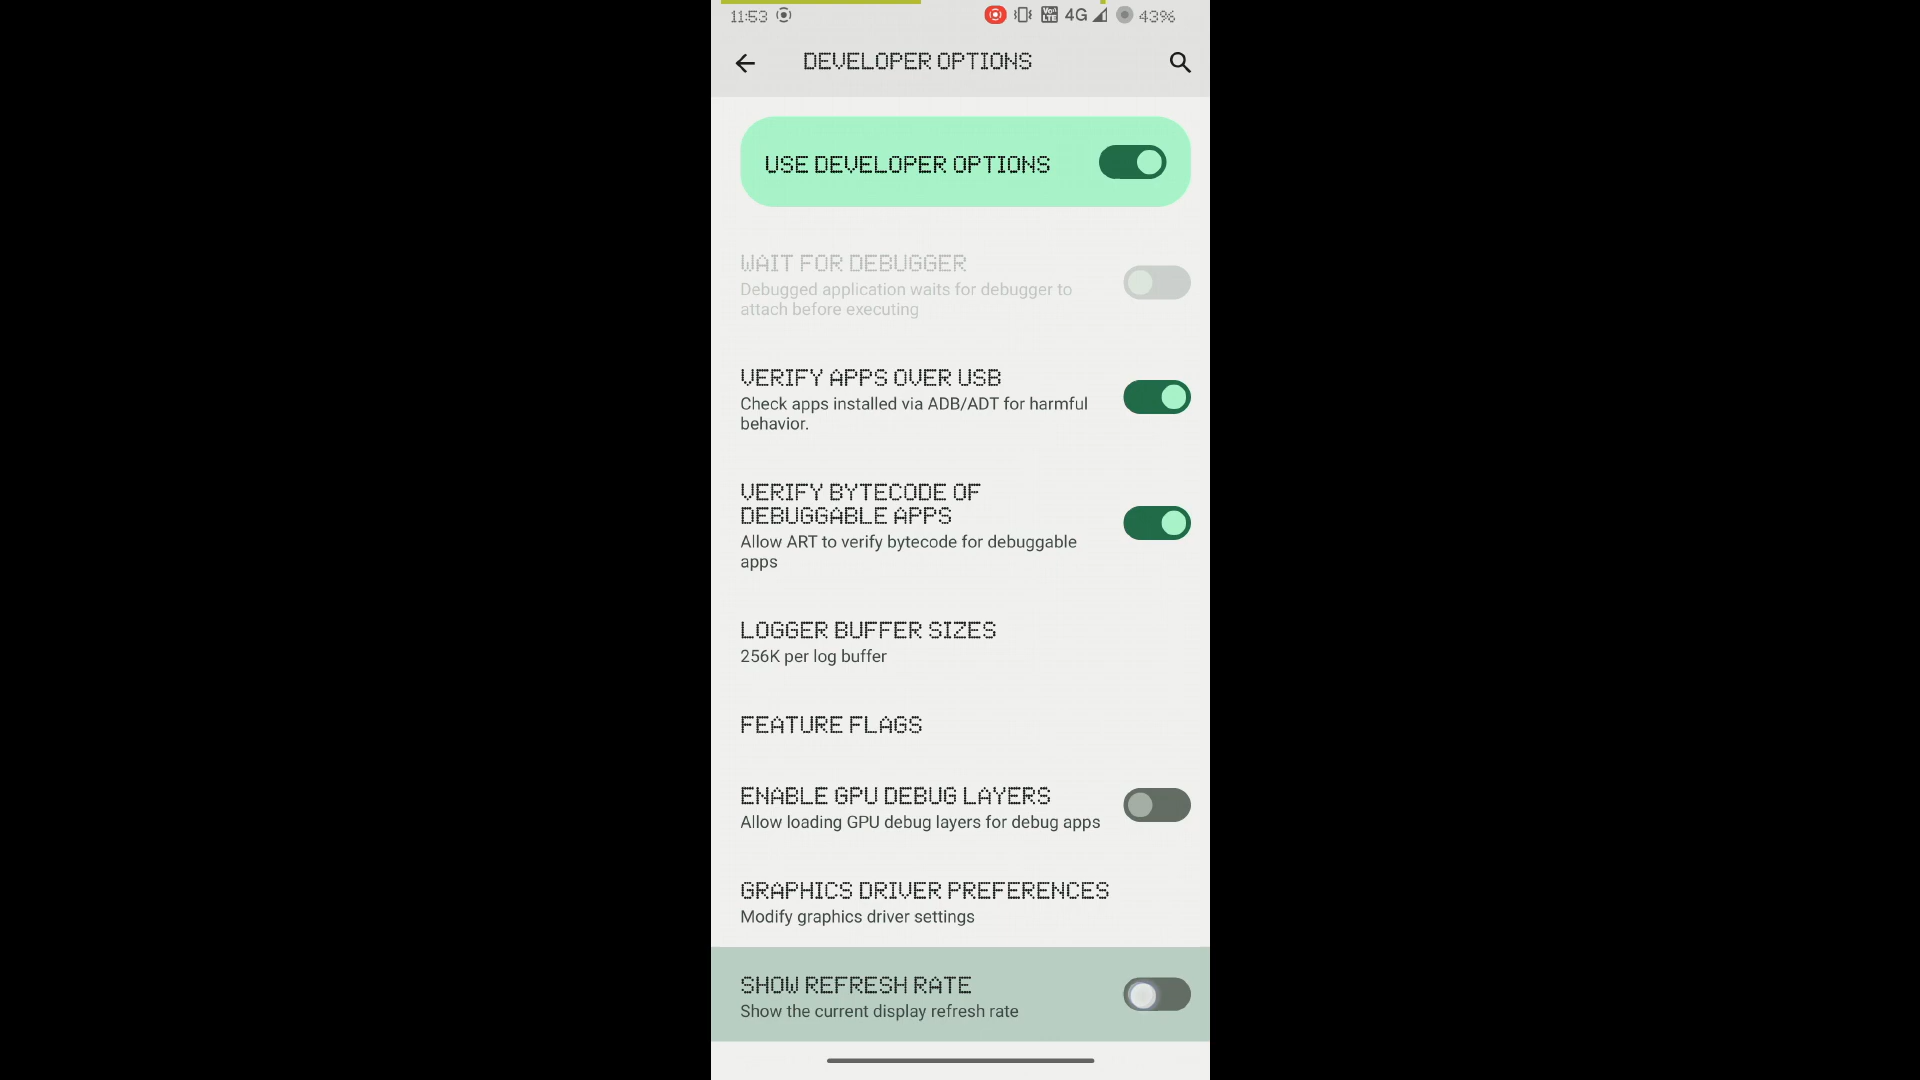 11:53 Von LTE 4G 43%
DEVELOPER OPTIONS
USE DEVELOPER OPTIONS
WAIT FOR DEBUGGER
Debugged application waits for debugger to
attach before executing
VERIFY APPS OVER USB
Check apps installed via ADB/ADT for harmful
behavior.
VERIFY BYTECODE OF
DEBUGGABLE APPS
Allow ART to verify bytecode for debuggable
apps
LOGGER BUFFER SIZES
256K per log buffer
FEATURE FLAGS
ENABLE GPU DEBUG LAYERS
Allow loading GPU debug layers for debug apps
GRAPHICS DRIVER PREFERENCES
Modify graphics driver settings
SHOW REFRESH RATE
Show the current display refresh rate